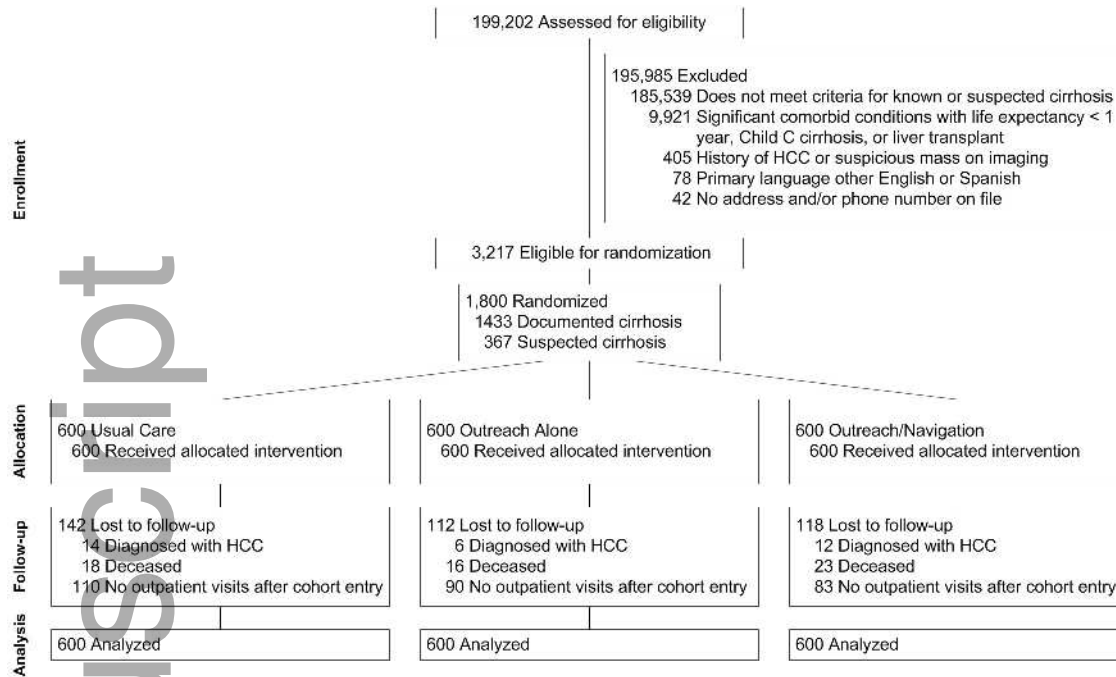 199,202 Assessed for eligibility
195,985 Excluded
185,539 Does not meet criteria for known or suspected cirrhosis
9,921 Significant comorbid conditions with life expectancy < 1
year, Child C cirrhosis, or liver transplant
405 History of HCC or suspicious mass on imaging
78 Primary language other English or Spanish
42 No address and/or phone number on file
Enrollment
3,217 Eligible for randomization
1,800 Randomized
1433 Documented cirrhosis
367 Suspected cirrhosis
Allocation
600 Usual Care
600 Received allocated intervention
600 Outreach Alone
600 Received allocated intervention
600 Outreach/Navigation
600 Received allocated intervention
Follow-up
142 Lost to follow-up
14 Diagnosed with HCC
18 Deceased
110 No outpatient visits after cohort entry
112 Lost to follow-up
6 Diagnosed with HCC
16 Deceased
90 No outpatient visits after cohort entry
118 Lost to follow-up
12 Diagnosed with HCC
23 Deceased
83 No outpatient visits after cohort entry
Analysis
600 Analyzed
600 Analyzed
600 Analyzed
uscript